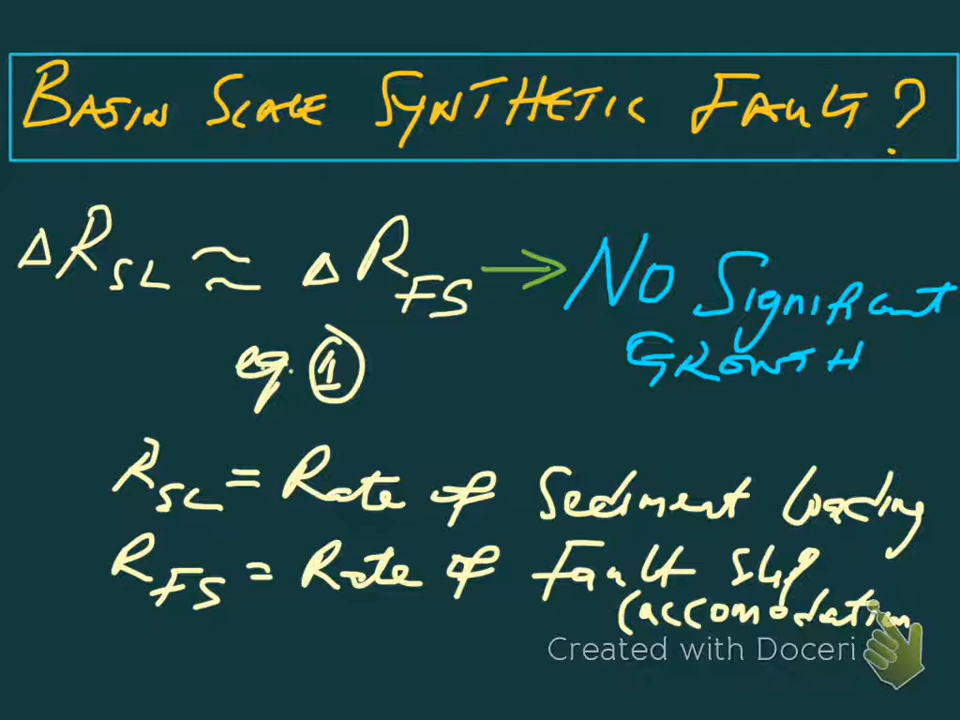 BASIN SCALE SYNTHETIC FAULT?
ΔR_SL ≈ ΔR_FS → NO SIGNIFICANT
GROWTH
eq. ①
R_SL = Rate of Sediment loading
R_FS = Rate of Fault Slip
(accomodation
Created with Doceri